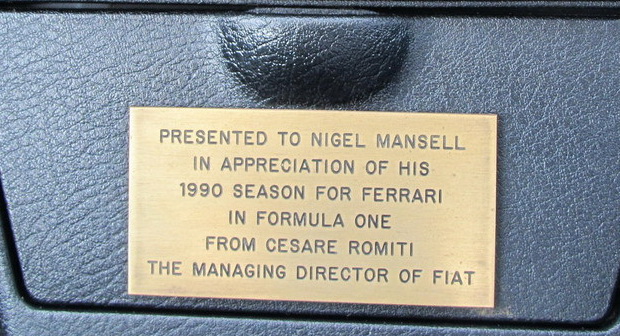 PRESENTED TO NIGEL MANSELL
IN APPRECIATION OF HIS
1990 SEASON FOR FERRARI
IN FORMULA ONE
FROM CESARE ROMITI
THE MANAGING DIRECTOR OF FIAT